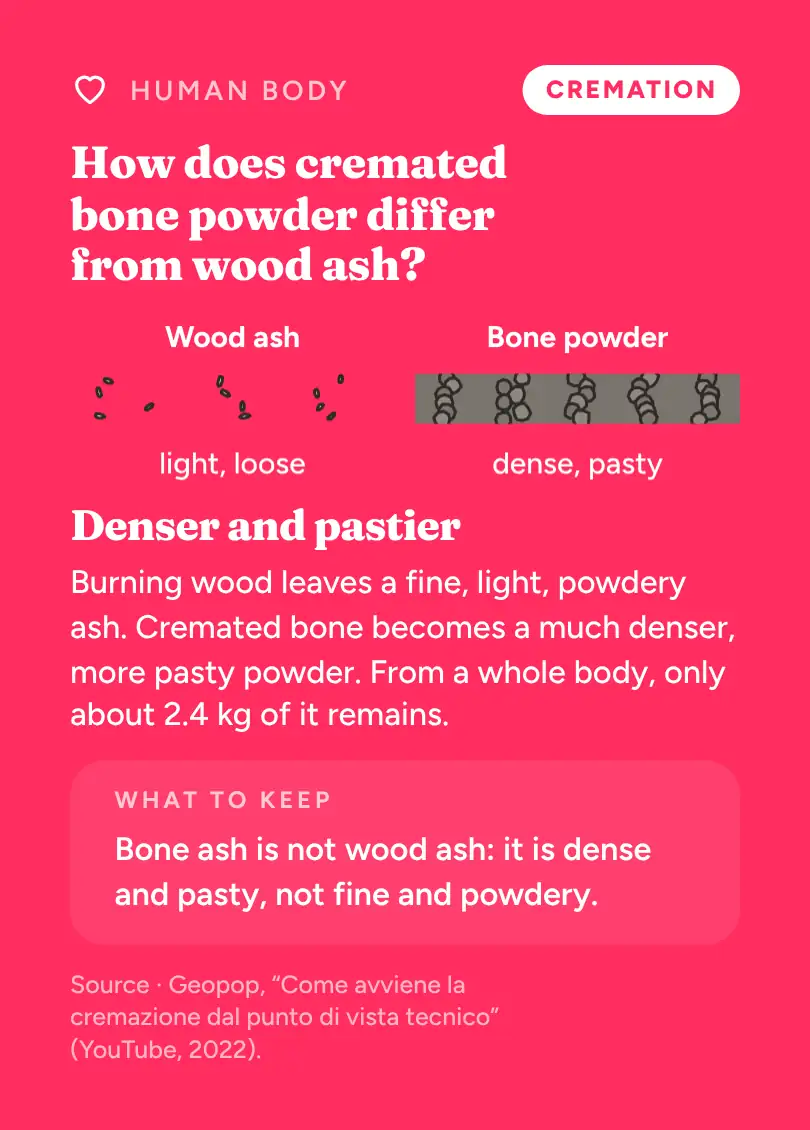 HUMAN BODY
CREMATION
How does cremated
bone powder differ
from wood ash?
Wood ash
Bone powder
light, loose
dense, pasty
Denser and pastier
Burning wood leaves a fine, light, powdery
ash. Cremated bone becomes a much denser,
more pasty powder. From a whole body, only
about 2.4 kg of it remains.
WHAT TO KEEP
Bone ash is not wood ash: it is dense
and pasty, not fine and powdery.
Source · Geopop, “Come avviene la
cremazione dal punto di vista tecnico”
(YouTube, 2022).